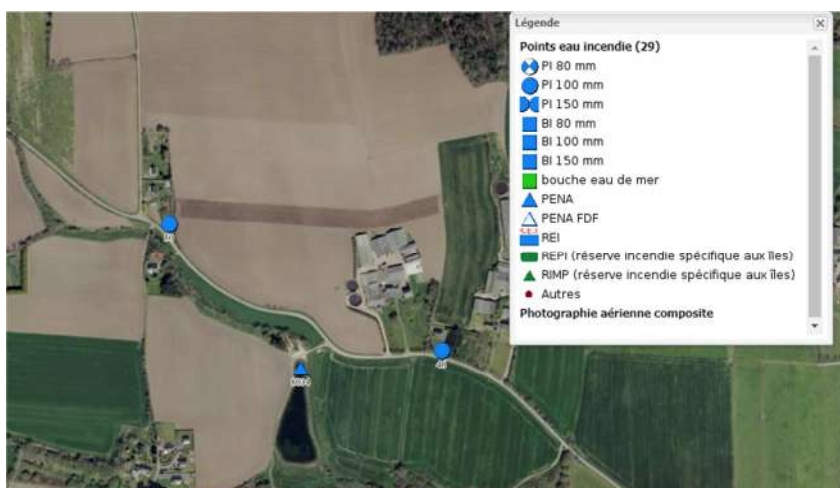 Légende
Points eau incendie (29)
PI 80 mm
PI 100 mm
PI 150 mm
BI 80 mm
BI 100 mm
BI 150 mm
bouche eau de mer
PENA
PENA FDF
REI
REPI (réserve incendie spécifique aux îles)
RIMP (réserve incendie spécifique aux îles)
Autres
Photographie aérienne composite